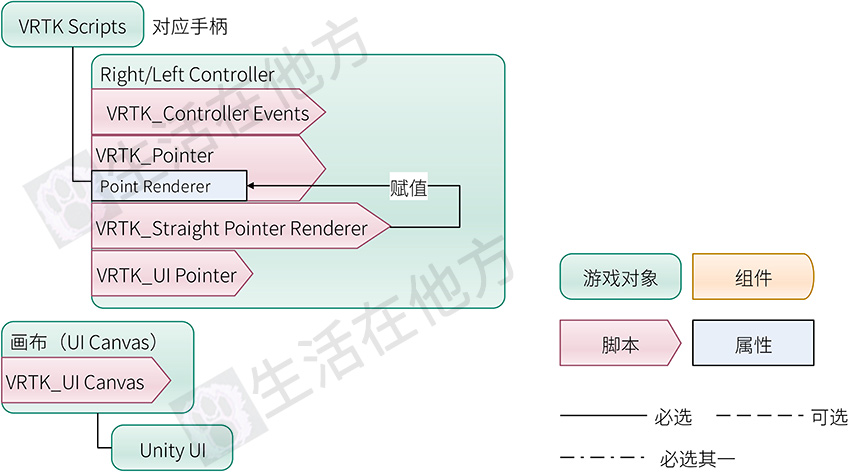 VRTK Scripts 对应手柄
Right/Left Controller
VRTK_Controller Events
VRTK_Pointer
Point Renderer
赋值
VRTK_Straight Pointer Renderer
VRTK_UI Pointer
画布（UI Canvas）
VRTK_UI Canvas
Unity UI
游戏对象 组件
脚本 属性
必选 可选
必选其一
生活在他方
生活在他方